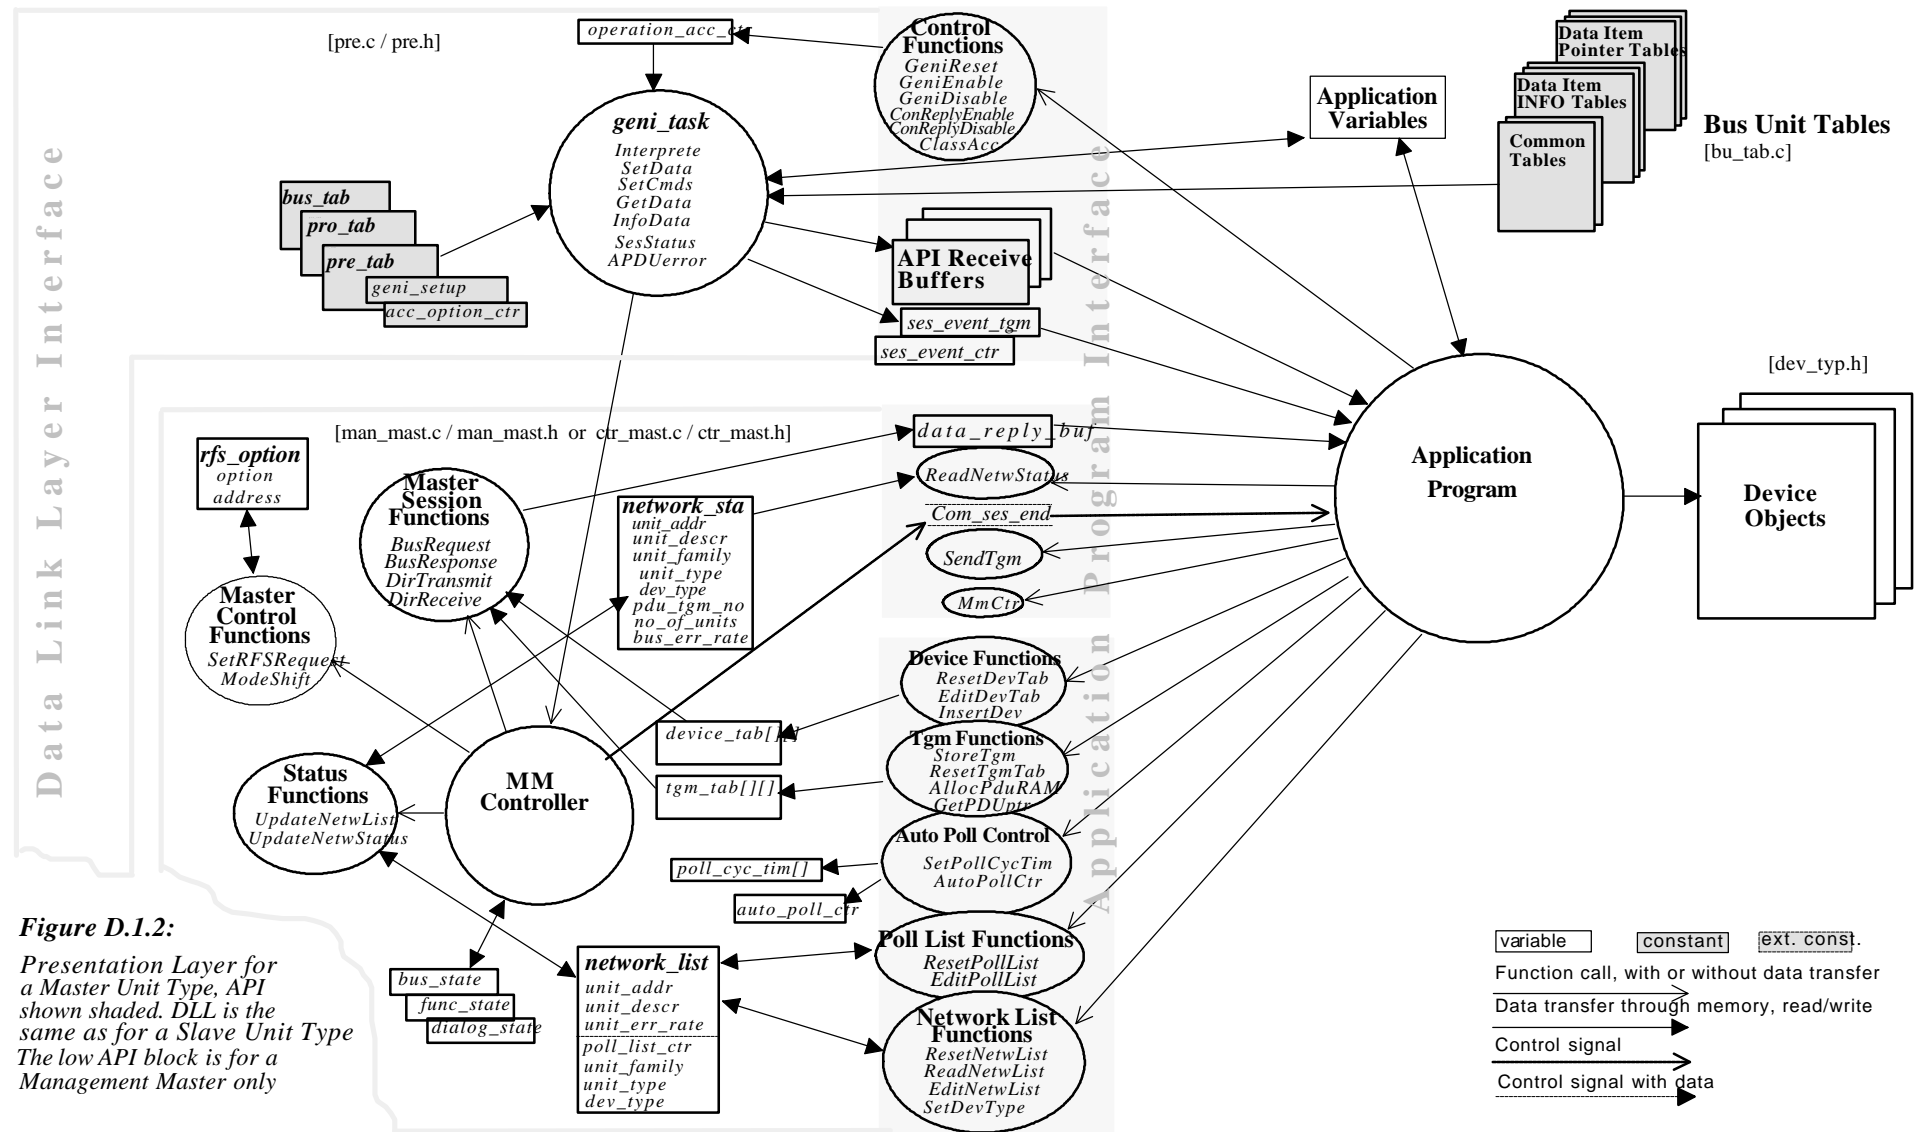 [pre.c / pre.h]
operation_acc_ctr
Control
Functions
GeniReset
GeniEnable
GeniDisable
ConReplyEnable
ConReplyDisable
ClassAcc
Data Item
Pointer Tables
Data Item
INFO Tables
Common
Tables
Bus Unit Tables
[bu_tab.c]
Application
Variables
geni_task
Interprete
SetData
SetCmds
GetData
InfoData
SesStatus
APDUerror
bus_tab
pro_tab
pre_tab
geni_setup
acc_option_ctr
API Receive
Buffers
ses_event_tgm
ses_event_ctr
Data Link Layer Interface
Application Program Interface
[dev_typ.h]
Device
Objects
Application
Program
[man_mast.c / man_mast.h or ctr_mast.c / ctr_mast.h]
rfs_option
option
address
Master
Session
Functions
BusRequest
BusResponse
DirTransmit
DirReceive
network_sta
unit_addr
unit_descr
unit_family
unit_type
dev_type
pdu_tgm_no
no_of_units
bus_err_rate
data_reply_buf
ReadNetwStatus
Com_ses_end
SendTgm
MmCtr
Master
Control
Functions
SetRFSRequest
ModeShift
Device Functions
ResetDevTab
EditDevTab
InsertDev
device_tab[][]
Tgm Functions
StoreTgm
ResetTgmTab
AllocPduRAM
GetPDUptr
tgm_tab[][]
Status
Functions
UpdateNetwList
UpdateNetwStatus
MM
Controller
Auto Poll Control
SetPollCycTim
AutoPollCtr
poll_cyc_tim[]
auto_poll_ctr
Poll List Functions
ResetPollList
EditPollList
Network List
Functions
ResetNetwList
ReadNetwList
EditNetwList
SetDevType
network_list
unit_addr
unit_descr
unit_err_rate
poll_list_ctr
unit_family
unit_type
dev_type
bus_state
func_state
dialog_state
Figure D.1.2:
Presentation Layer for
a Master Unit Type, API
shown shaded. DLL is the
same as for a Slave Unit Type
The low API block is for a
Management Master only
variable
constant
ext. const.
Function call, with or without data transfer
Data transfer through memory, read/write
Control signal
Control signal with data